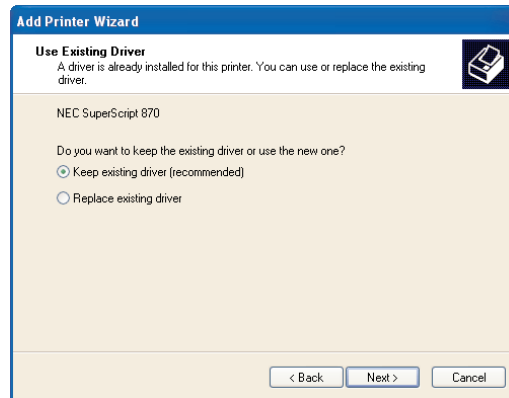 Add Printer Wizard
Use Existing Driver
A driver is already installed for this printer. You can use or replace the existing
driver.
NEC SuperScript 870
Do you want to keep the existing driver or use the new one?
Keep existing driver (recommended)
Replace existing driver
< Back Next > Cancel